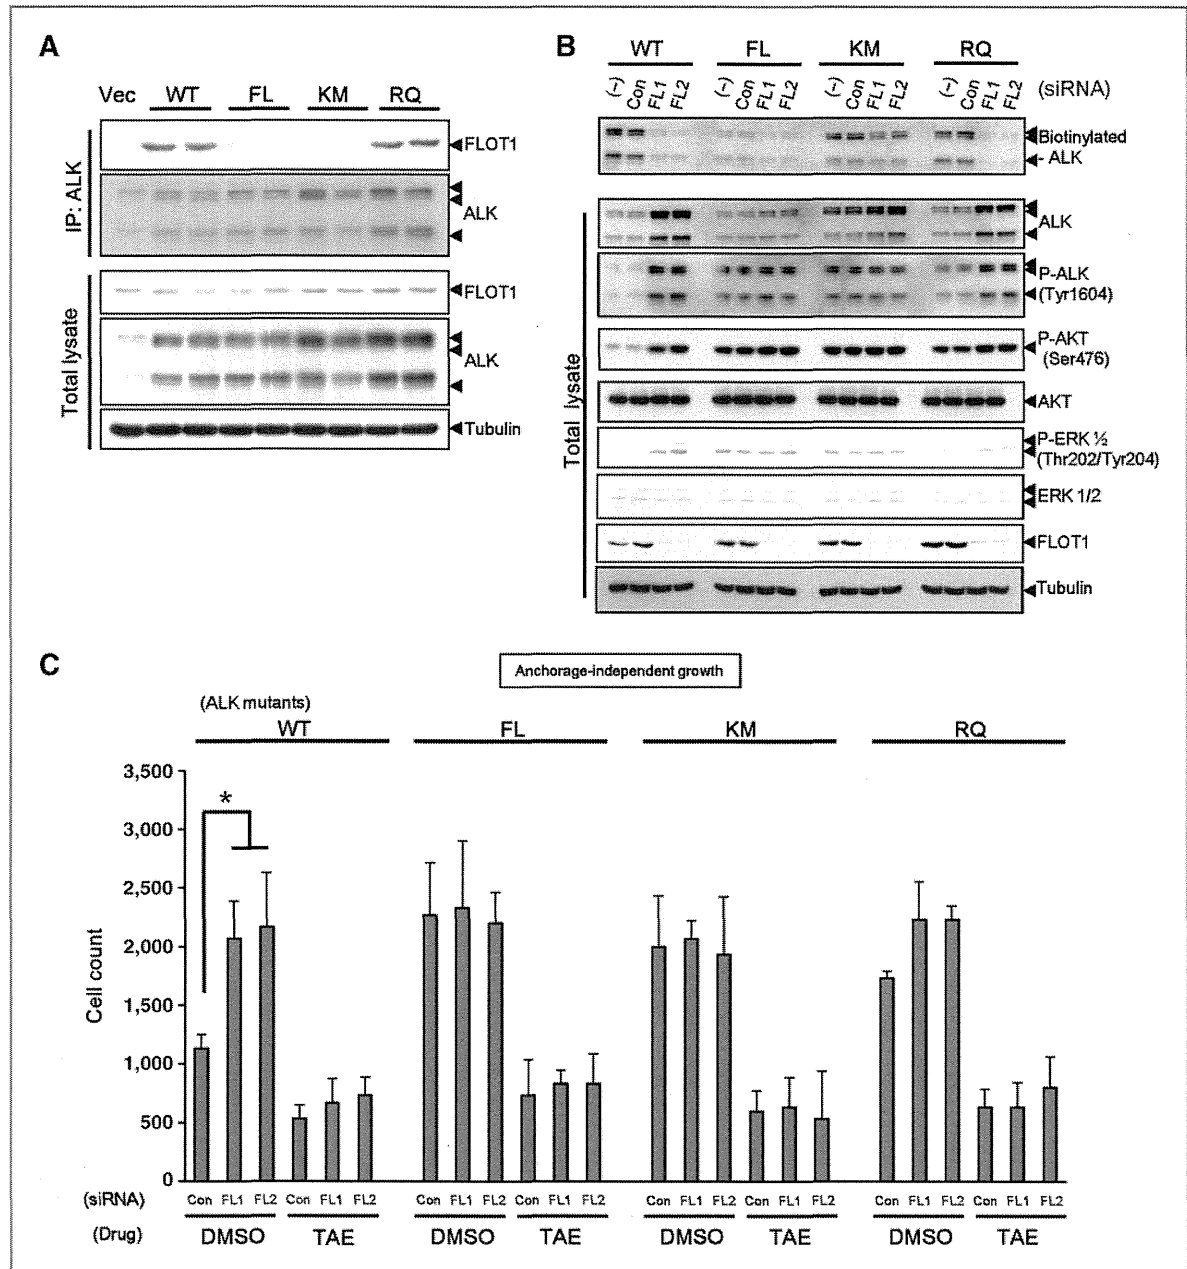 A
Vec WT FL KM RQ
IP: ALK
FLOT1
ALK
Total lysate
FLOT1
ALK
Tubulin
B
WT FL KM RQ
(-) Con FL1 FL2 (-) Con FL1 FL2 (-) Con FL1 FL2 (-) Con FL1 FL2 (siRNA)
Biotinylated
- ALK
Total lysate
ALK
P-ALK
(Tyr1604)
P-AKT
(Ser476)
AKT
P-ERK ½
(Thr202/Tyr204)
ERK 1/2
FLOT1
Tubulin
C
Anchorage-independent growth
(ALK mutants)
WT FL KM RQ
Cell count
3,500
3,000
2,500
2,000
1,500
1,000
500
0
*
(siRNA) Con FL1 FL2 Con FL1 FL2 Con FL1 FL2 Con FL1 FL2 Con FL1 FL2 Con FL1 FL2 Con FL1 FL2 Con FL1 FL2
(Drug) DMSO TAE DMSO TAE DMSO TAE DMSO TAE